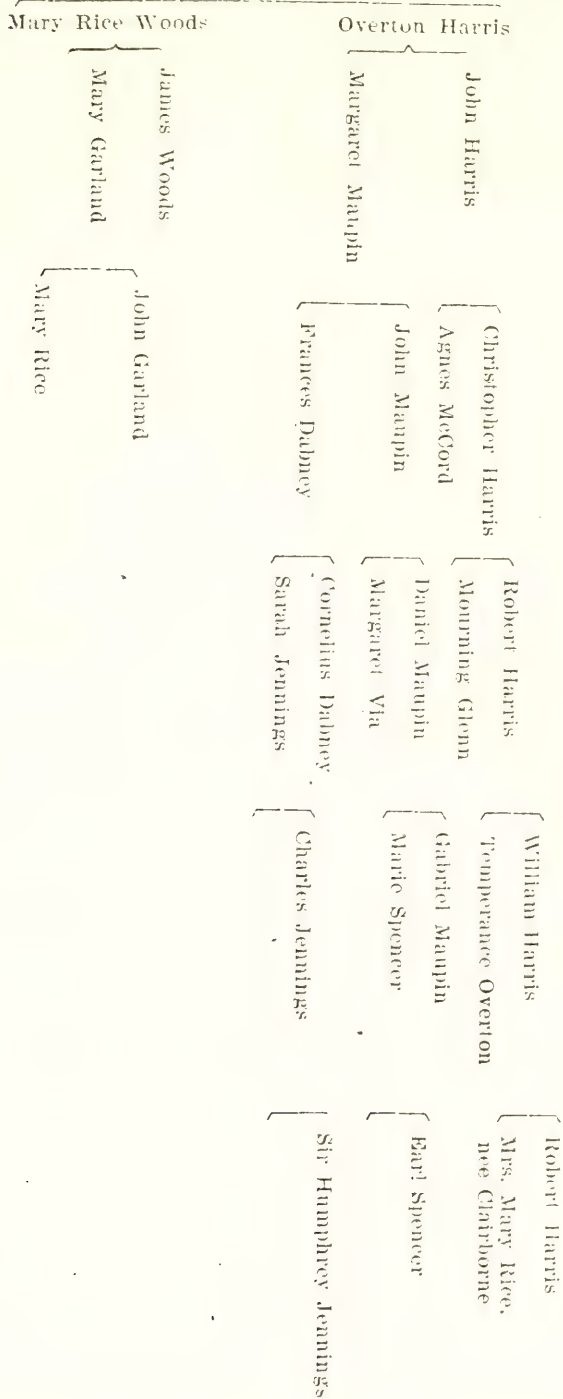 Mary Rice Woods
Overton Harris
James Woods
Mary Garland
John Harris
Margaret Maupin
John Garland
Mary Rice
Christopher Harris
Agnes McCord
John Maupin
Frances Dabney
Robert Harris
Mourning Glenn
Daniel Maupin
Margaret Via
Cornelius Dabney
Sarah Jennings
William Harris
Temperance Overton
Gabriel Maupin
Marie Spencer
Charles Jennings
Robert Harris
Mrs. Mary Rice,
nee Clairborne
Earl Spencer
Sir Humphrey Jennings